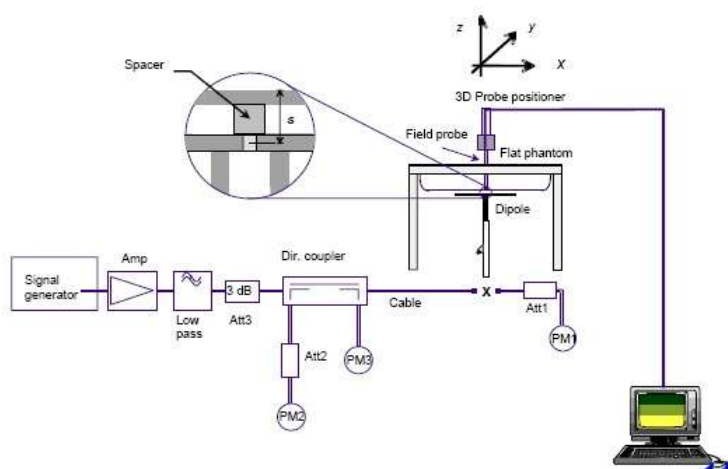 z
y
X
Spacer
s
3D Probe positioner
Field probe
Flat phantom
Dipole
Signal
generator
Amp
Low
pass
3 dB
Att3
Dir. coupler
Cable
X
Att1
PM1
Att2
PM3
PM2